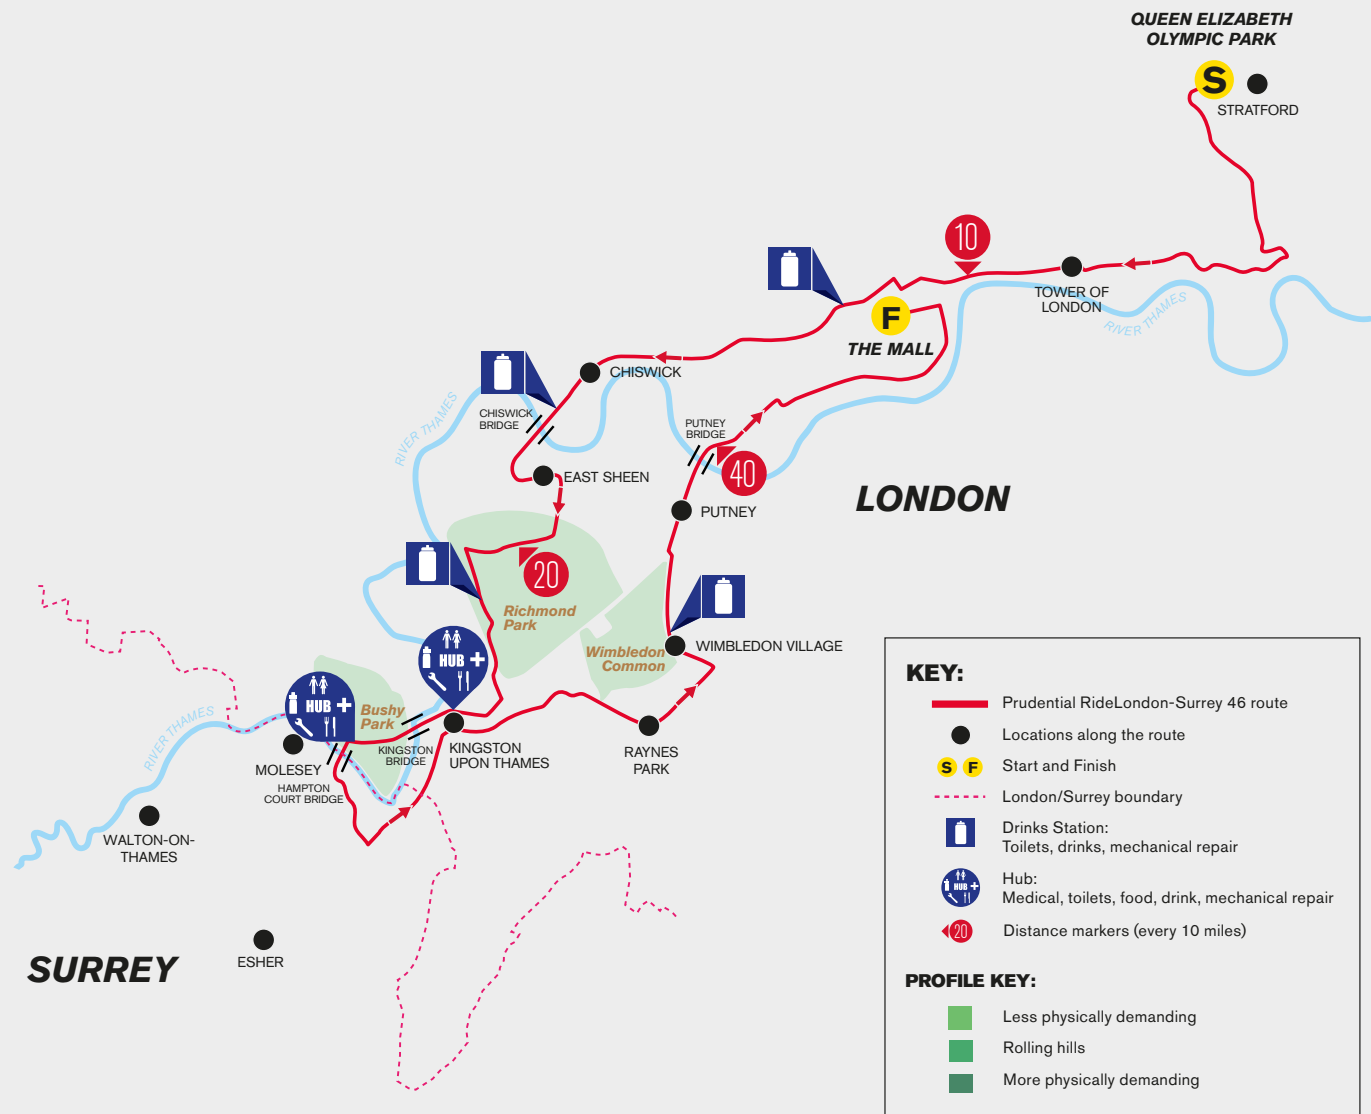 QUEEN ELIZABETH
OLYMPIC PARK
S
STRATFORD
10
TOWER OF
LONDON
RIVER THAMES
F
THE MALL
CHISWICK
CHISWICK
BRIDGE
RIVER THAMES
PUTNEY
BRIDGE
40
EAST SHEEN
PUTNEY
LONDON
20
Richmond
Park
WIMBLEDON VILLAGE
Wimbledon
Common
HUB
HUB
Bushy
Park
RIVER THAMES
KINGSTON
BRIDGE
KINGSTON
UPON THAMES
RAYNES
PARK
MOLESEY
HAMPTON
COURT BRIDGE
WALTON-ON-
THAMES
ESHER
SURREY
KEY:
Prudential RideLondon-Surrey 46 route
Locations along the route
S F Start and Finish
London/Surrey boundary
Drinks Station:
Toilets, drinks, mechanical repair
Hub:
HUB Medical, toilets, food, drink, mechanical repair
20 Distance markers (every 10 miles)
PROFILE KEY:
Less physically demanding
Rolling hills
More physically demanding